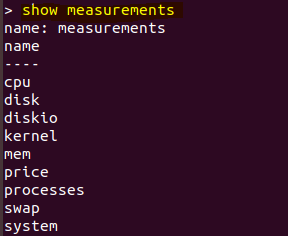 > show measurements
name: measurements
name
----
cpu
disk
diskio
kernel
mem
price
processes
swap
system